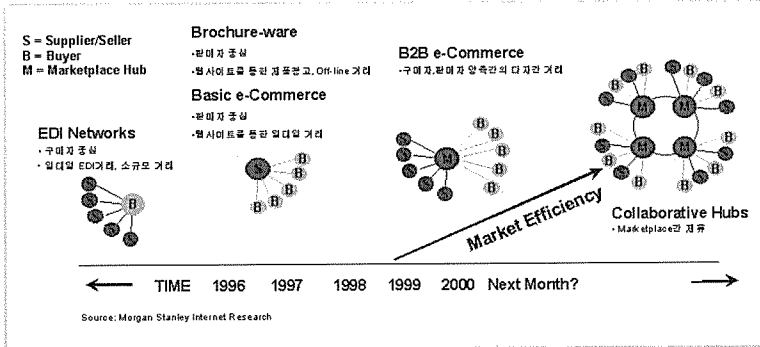 S = Supplier/Seller
B = Buyer
M = Marketplace Hub
Brochure-ware
•판매자 중심
•웹사이트를 통한 제품광고, Off-line 거래
Basic e-Commerce
•판매자 중심
•웹사이트를 통한 일대일 거래
B2B e-Commerce
•구매자,판매자 양측간의 다자간 거래
EDI Networks
• 구매자 중심
• 일대일 EDI거래, 소규모 거래
S
S
S
S
S
B
S
B
B
B
B
B
S
S
S
S
S
M
B
B
B
B
B
M
M
M
M
Market Efficiency
Collaborative Hubs
• Marketplace간 제휴
TIME 1996 1997 1998 1999 2000 Next Month?
Source: Morgan Stanley Internet Research